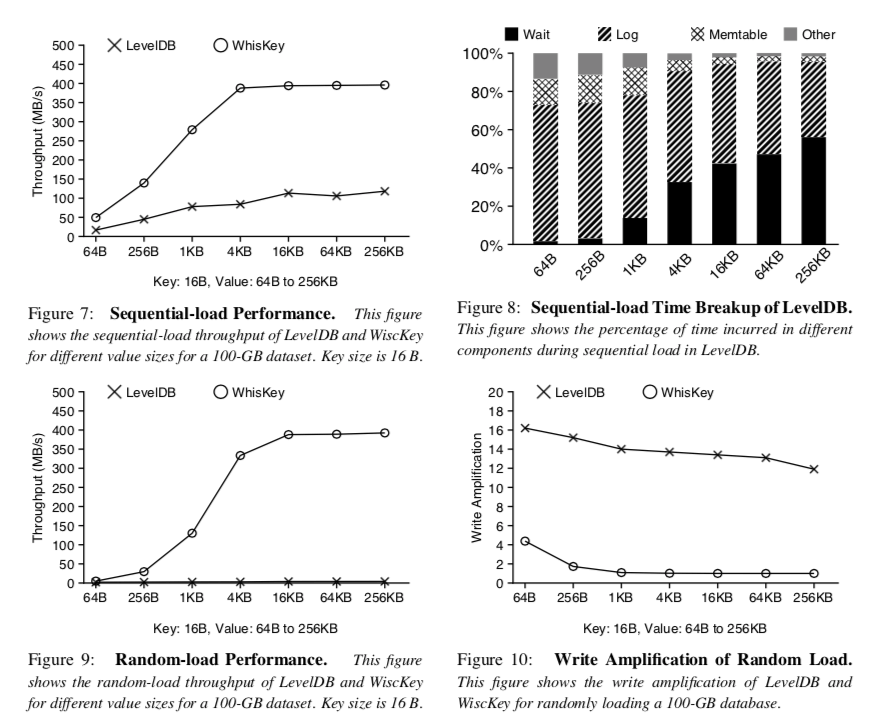 LevelDB WhisKey
500
450
400
350
300
250
200
150
100
50
0
Throughput (MB/s)
64B 256B 1KB 4KB 16KB 64KB 256KB
Key: 16B, Value: 64B to 256KB
Figure 7: Sequential-load Performance. This figure
shows the sequential-load throughput of LevelDB and WiscKey
for different value sizes for a 100-GB dataset. Key size is 16 B.
Wait Log Memtable Other
100%
80%
60%
40%
20%
0%
64B 256B 1KB 4KB 16KB 64KB 256KB
Figure 8: Sequential-load Time Breakup of LevelDB.
This figure shows the percentage of time incurred in different
components during sequential load in LevelDB.
LevelDB WhisKey
500
450
400
350
300
250
200
150
100
50
0
Throughput (MB/s)
64B 256B 1KB 4KB 16KB 64KB 256KB
Key: 16B, Value: 64B to 256KB
Figure 9: Random-load Performance. This figure
shows the random-load throughput of LevelDB and WiscKey
for different value sizes for a 100-GB dataset. Key size is 16 B.
LevelDB WhisKey
20
18
16
14
12
10
8
6
4
2
0
Write Amplification
64B 256B 1KB 4KB 16KB 64KB 256KB
Key: 16B, Value: 64B to 256KB
Figure 10: Write Amplification of Random Load.
This figure shows the write amplification of LevelDB and
WiscKey for randomly loading a 100-GB database.